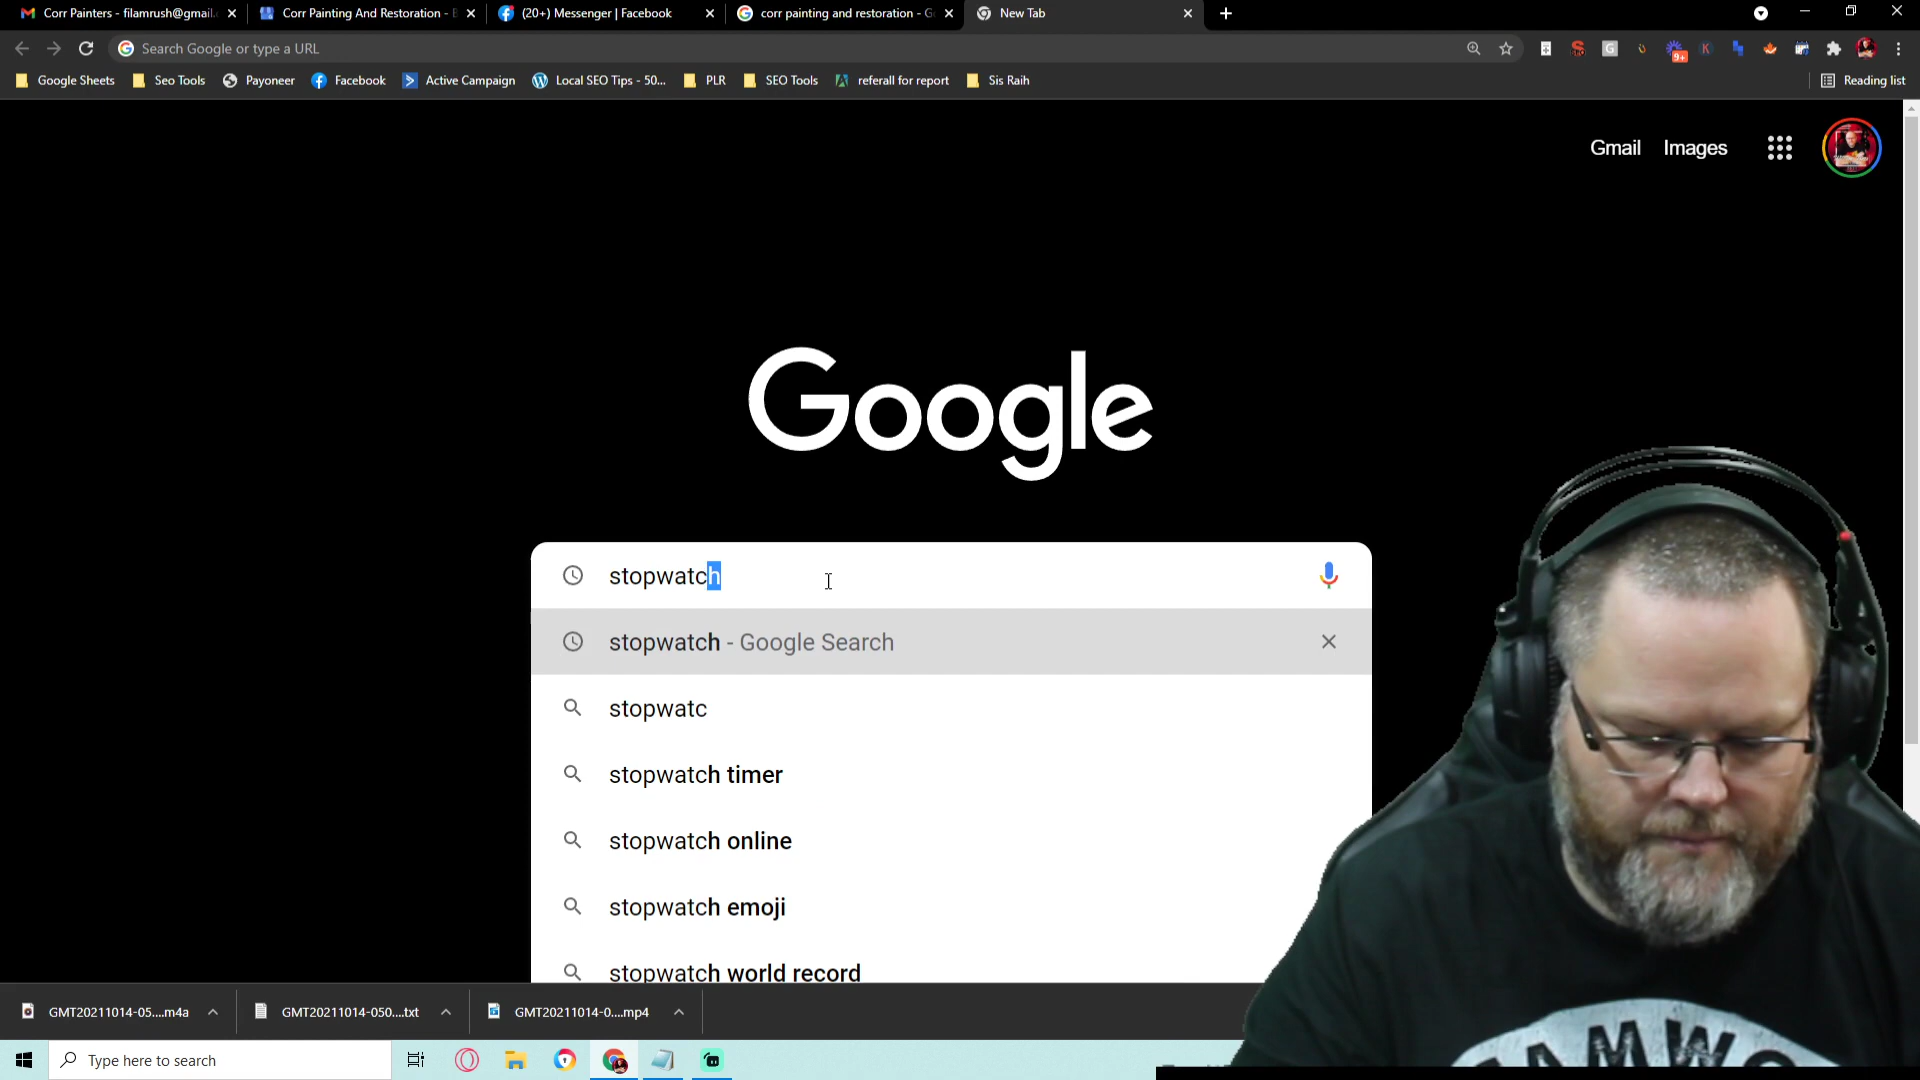 Corr Painters - filamrush@gmail.
Corr Painting And Restoration - B
(20+) Messenger | Facebook
corr painting and restoration - G
New Tab
Search Google or type a URL
9+
Google Sheets
Seo Tools
Payoneer
Facebook
Active Campaign
Local SEO Tips - 50...
PLR
SEO Tools
referall for report
Sis Raih
Reading list
Gmail
Images
Google
stopwatch
stopwatch - Google Search
stopwatc
stopwatch timer
stopwatch online
stopwatch emoji
stopwatch world record
GMT20211014-05....m4a
GMT20211014-050....txt
GMT20211014-0....mp4
Type here to search